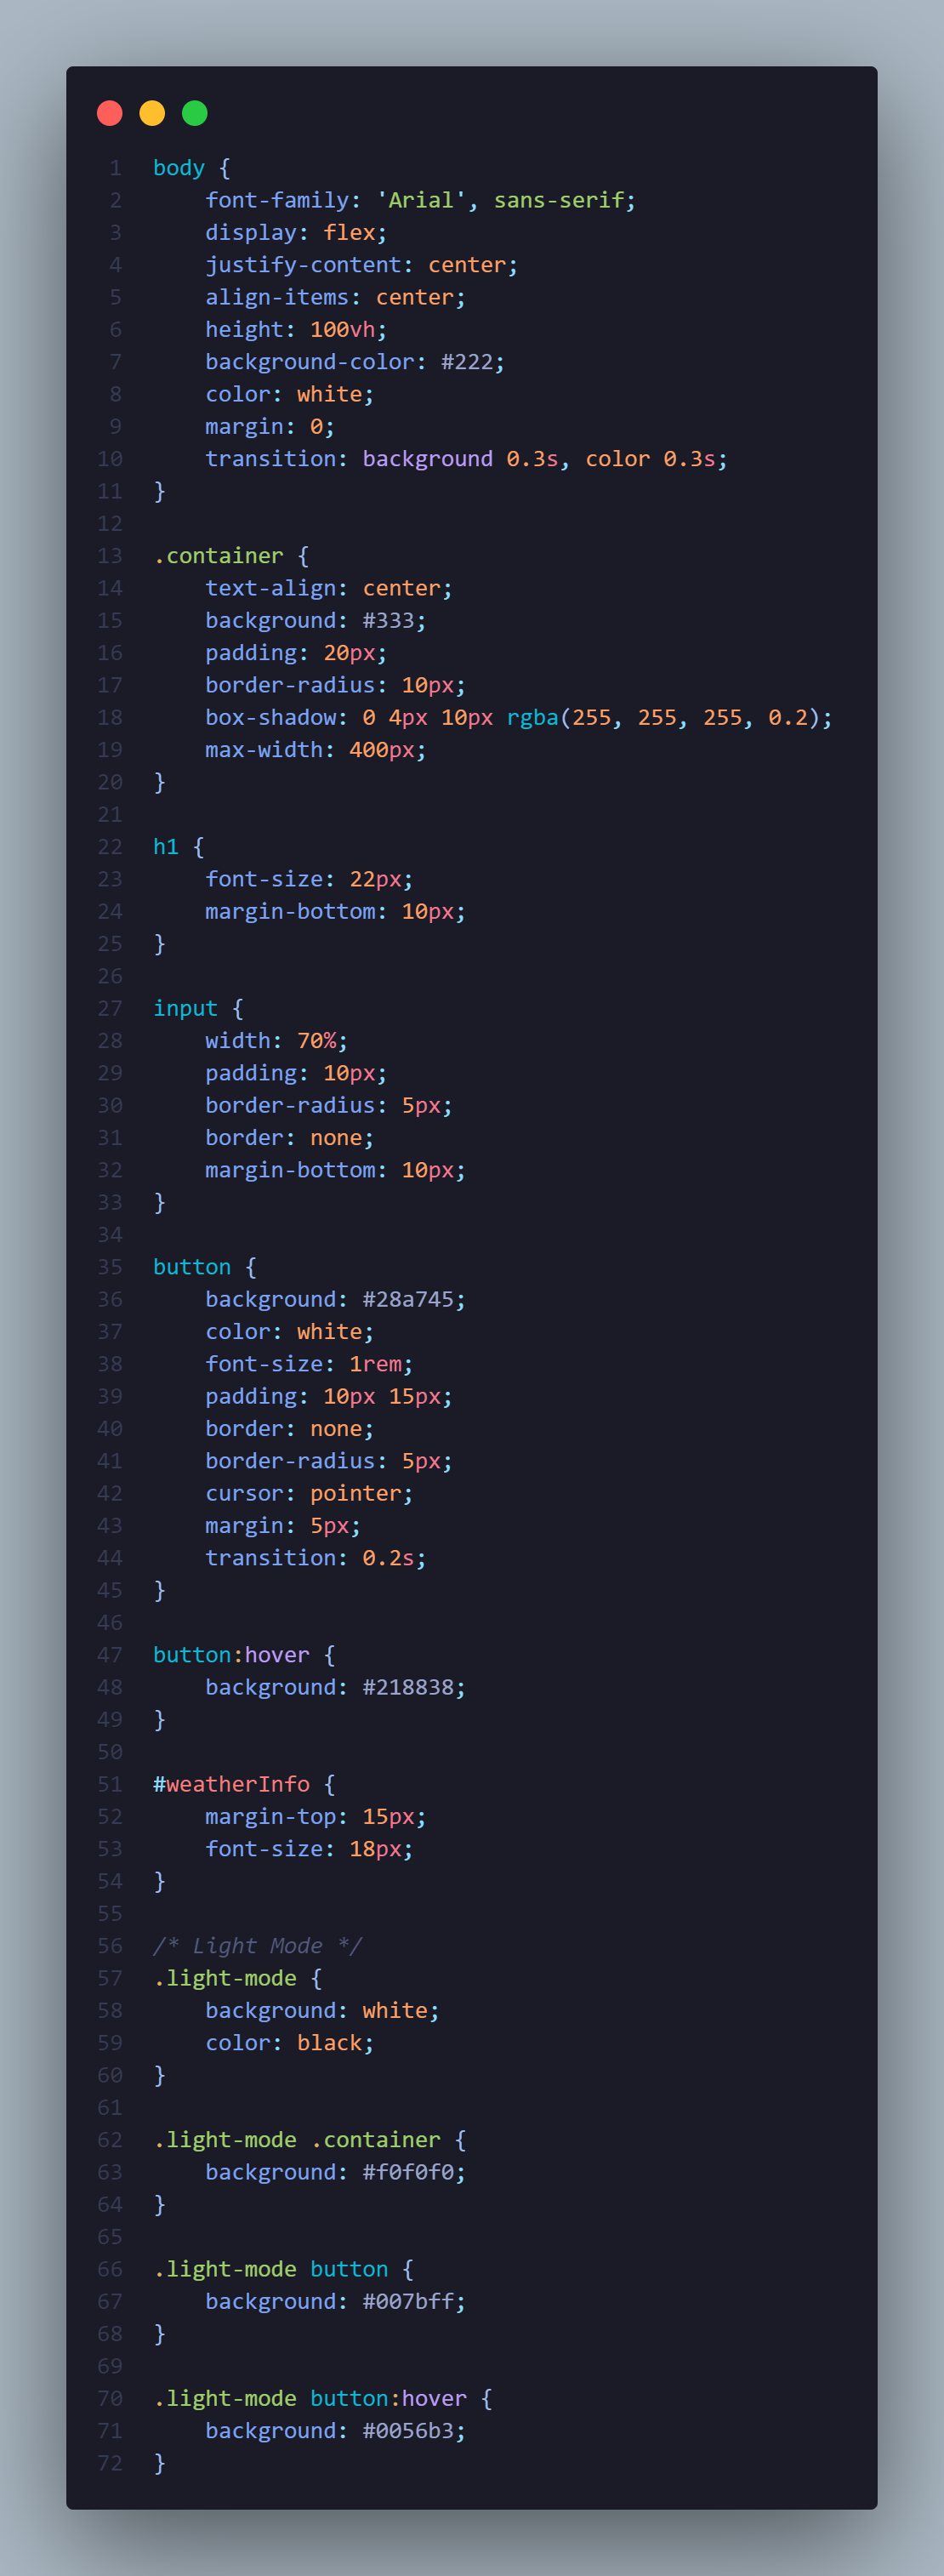 1 body {
2     font-family: 'Arial', sans-serif;
3     display: flex;
4     justify-content: center;
5     align-items: center;
6     height: 100vh;
7     background-color: #222;
8     color: white;
9     margin: 0;
10     transition: background 0.3s, color 0.3s;
11 }
12
13 .container {
14     text-align: center;
15     background: #333;
16     padding: 20px;
17     border-radius: 10px;
18     box-shadow: 0 4px 10px rgba(255, 255, 255, 0.2);
19     max-width: 400px;
20 }
21
22 h1 {
23     font-size: 22px;
24     margin-bottom: 10px;
25 }
26
27 input {
28     width: 70%;
29     padding: 10px;
30     border-radius: 5px;
31     border: none;
32     margin-bottom: 10px;
33 }
34
35 button {
36     background: #28a745;
37     color: white;
38     font-size: 1rem;
39     padding: 10px 15px;
40     border: none;
41     border-radius: 5px;
42     cursor: pointer;
43     margin: 5px;
44     transition: 0.2s;
45 }
46
47 button:hover {
48     background: #218838;
49 }
50
51 #weatherInfo {
52     margin-top: 15px;
53     font-size: 18px;
54 }
55
56 /* Light Mode */
57 .light-mode {
58     background: white;
59     color: black;
60 }
61
62 .light-mode .container {
63     background: #f0f0f0;
64 }
65
66 .light-mode button {
67     background: #007bff;
68 }
69
70 .light-mode button:hover {
71     background: #0056b3;
72 }